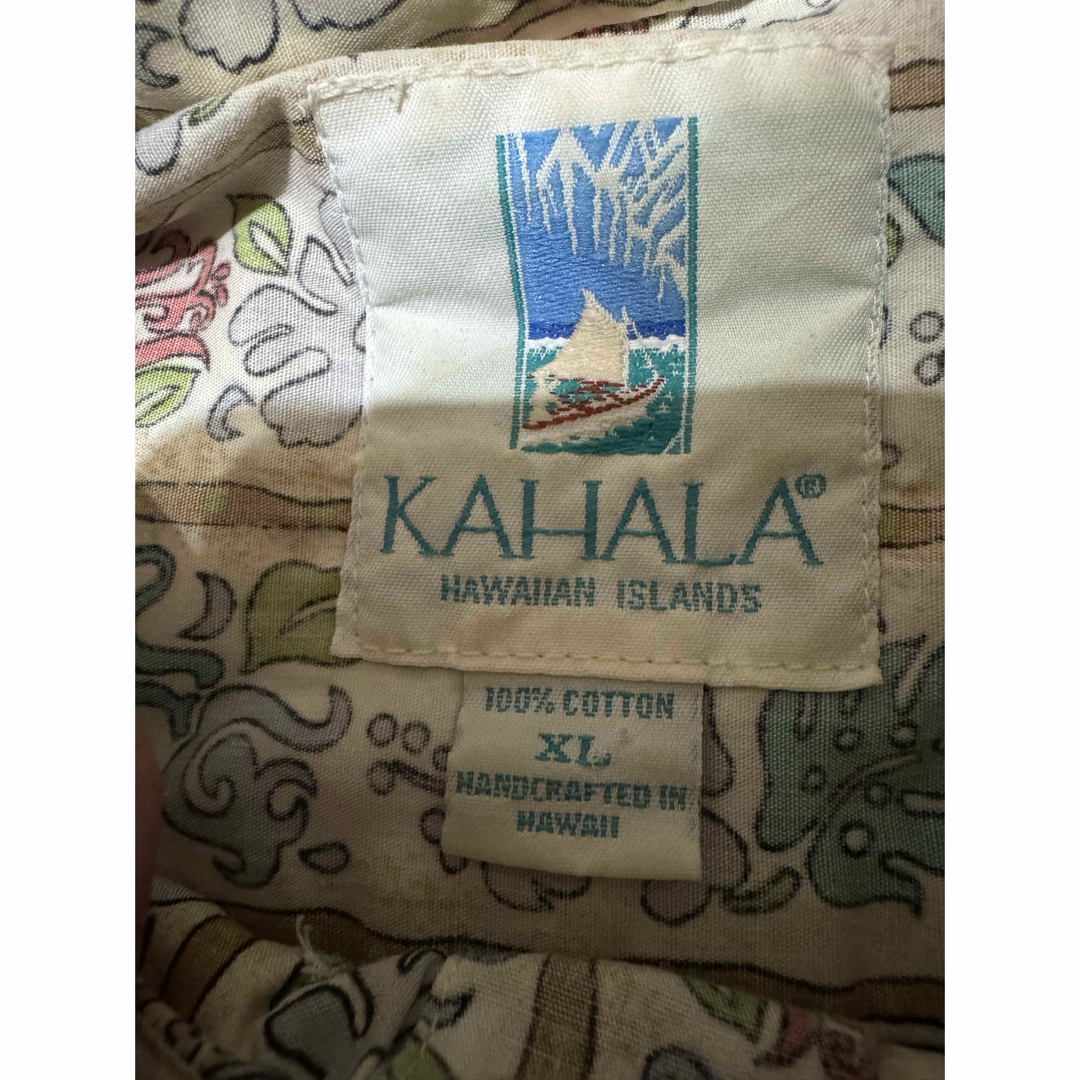 KAHALA®
HAWAIIAN ISLANDS
100% COTTON
XL
HANDCRAFTED IN
HAWAII